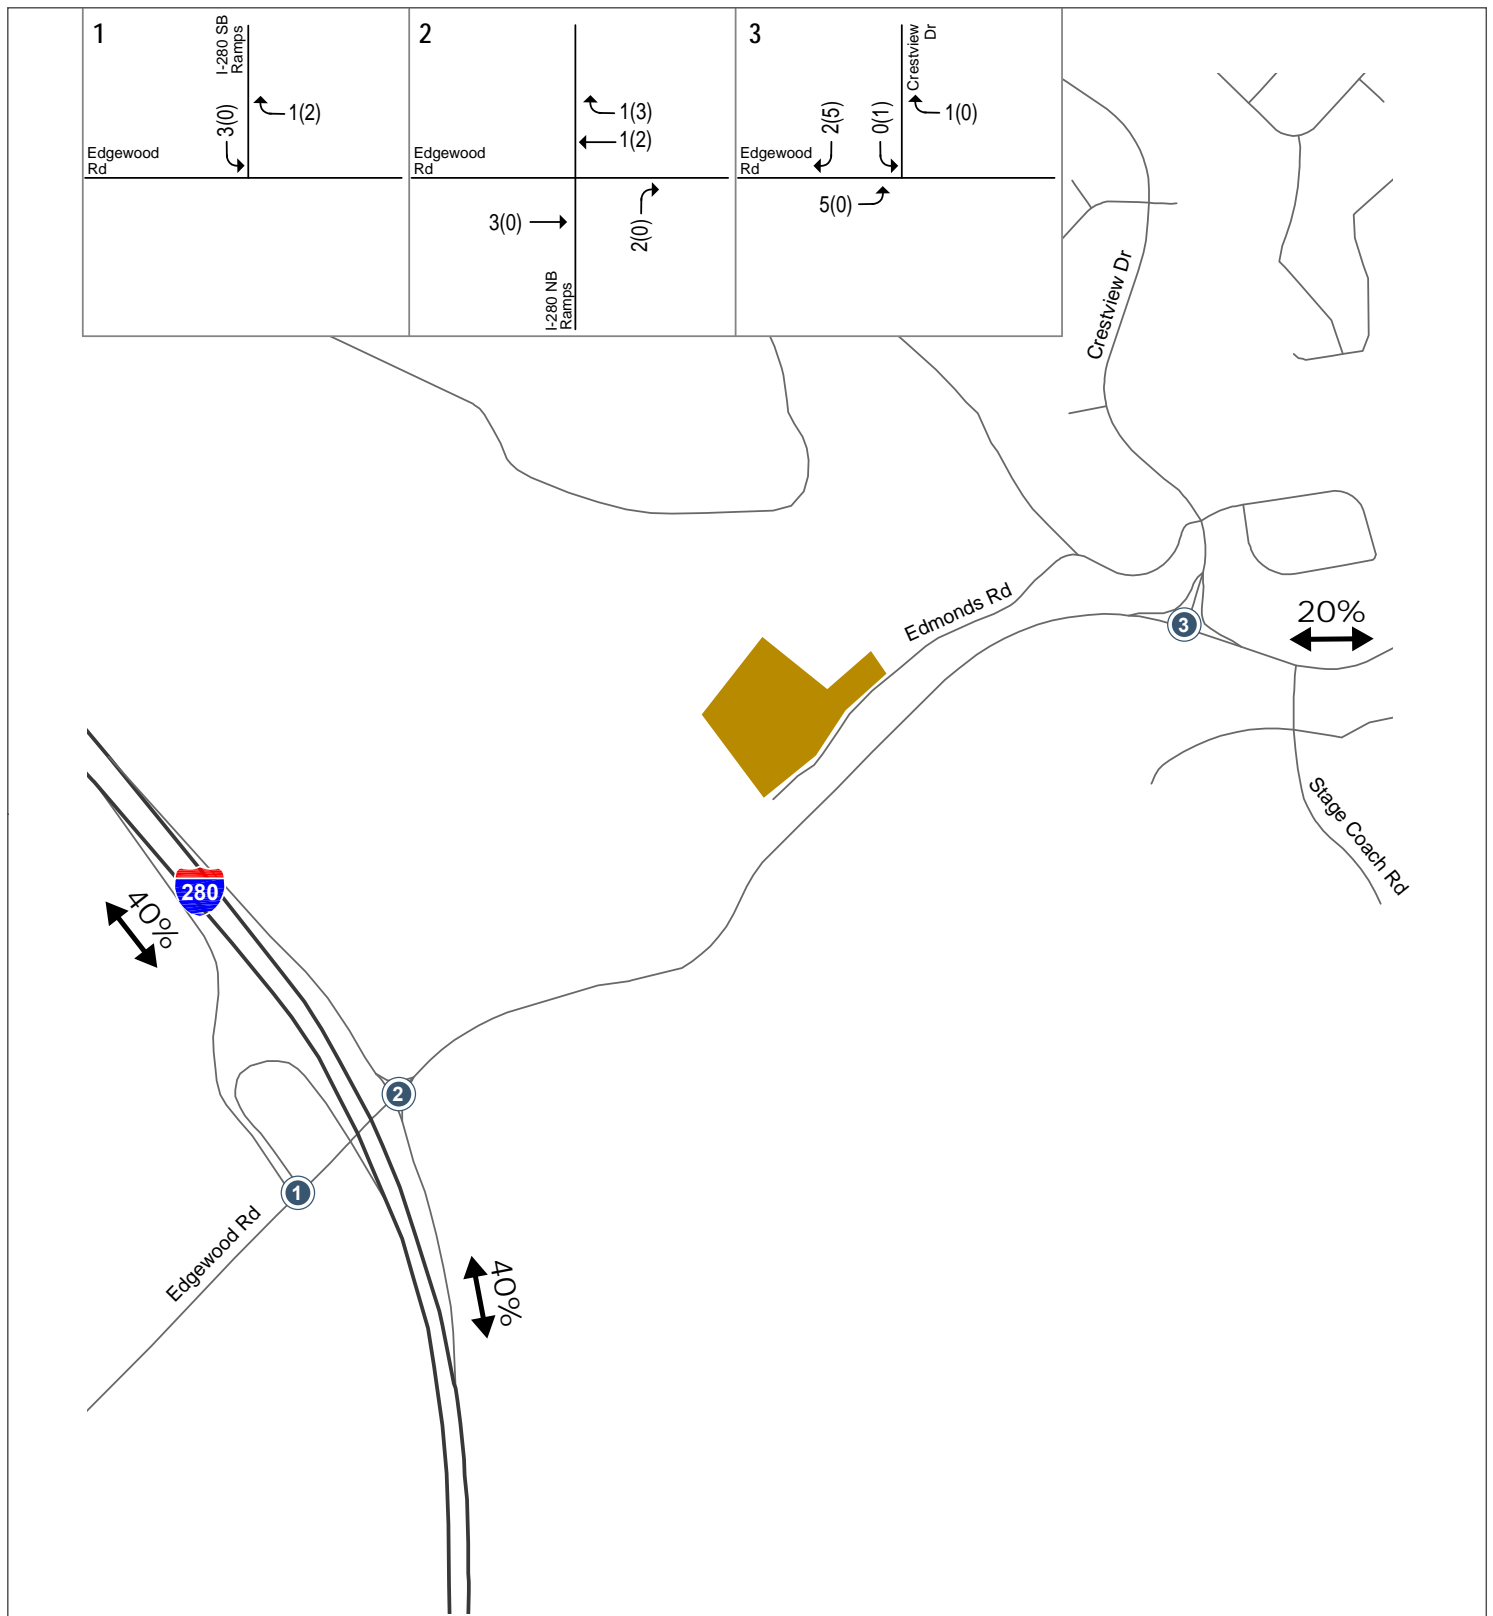 1
I-280 SB
Ramps
3(0)
1(2)
Edgewood
Rd
2
1(3)
1(2)
Edgewood
Rd
3(0)
2(0)
I-280 NB
Ramps
3
Crestview
Dr
2(5)
0(1)
1(0)
Edgewood
Rd
5(0)
Crestview Dr
Edmonds Rd
3
20%
Stage Coach Rd
280
40%
2
1
Edgewood Rd
40%